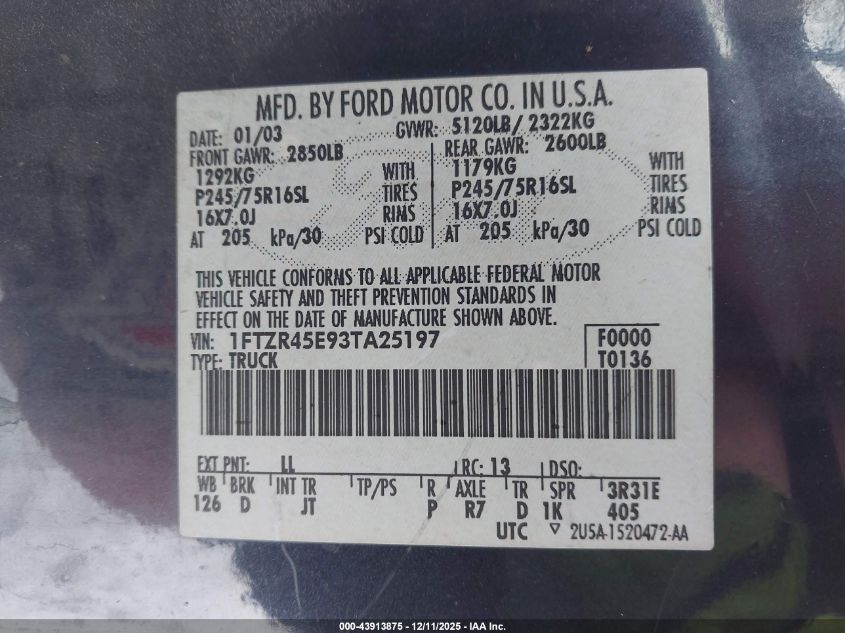 MFD. BY FORD MOTOR CO. IN U.S.A.
DATE: 01/03 GVWR: 5120LB/ 2322KG
FRONT GAWR: 2850LB REAR GAWR: 2600LB
1292KG WITH 1179KG WITH
P245/75R16SL TIRES P245/75R16SL TIRES
16X7.0J RIMS 16X7.0J RIMS
AT 205 kPa/30 PSI COLD AT 205 kPa/30 PSI COLD
THIS VEHICLE CONFORMS TO ALL APPLICABLE FEDERAL MOTOR
VEHICLE SAFETY AND THEFT PREVENTION STANDARDS IN
EFFECT ON THE DATE OF MANUFACTURE SHOWN ABOVE.
VIN: 1FTZR45E93TA25197 F0000
TYPE: TRUCK T0136
EXT PNT: LL RC: 13 DSO:
WB BRK INT TR TP/PS R AXLE TR SPR 3R31E
126 D JT P R7 D 1K 405
UTC ▽ 2U5A-1520472-AA
000-43913875 - 12/11/2025 - IAA Inc.